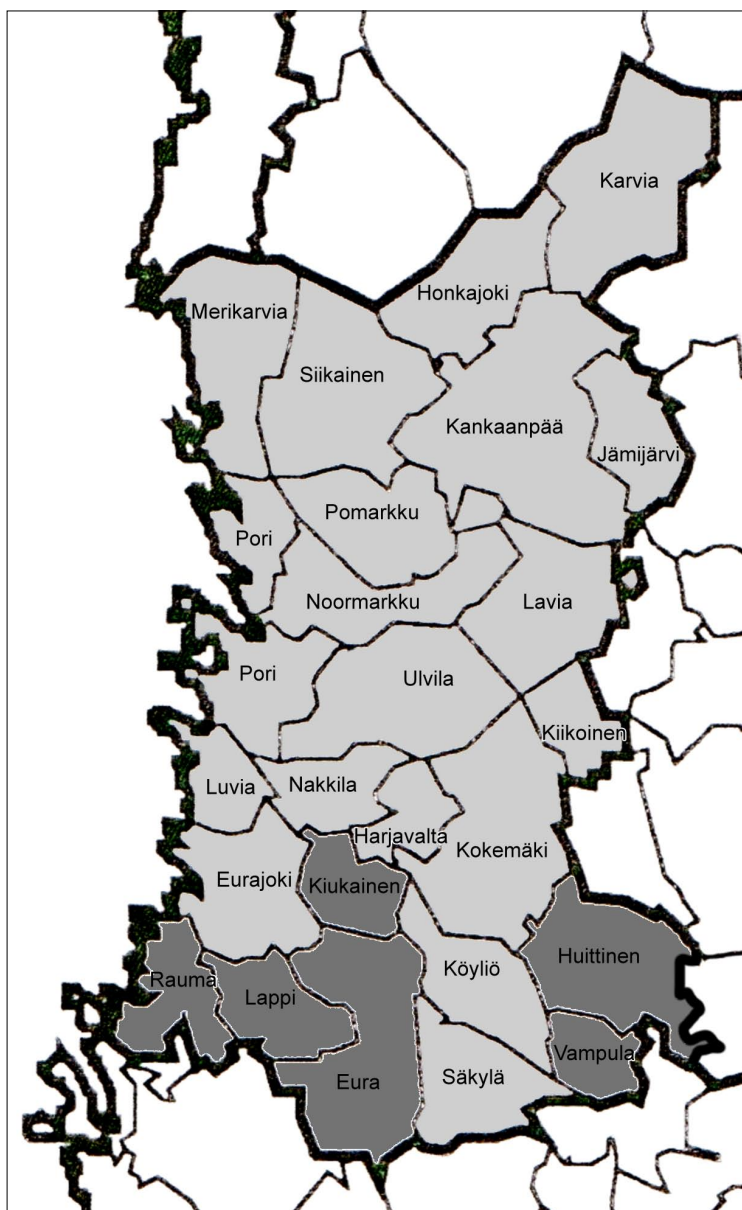 Karvia
Honkajoki
Merikarvia
Siikainen
Kankaanpää
Jämijärvi
Pomarkku
Pori
Noormarkku
Lavia
Pori
Ulvila
Kiikoinen
Luvia
Nakkila
Harjavalta
Kokemäki
Eurajoki
Kiukainen
Huittinen
Köyliö
Rauma
Lappi
Vampula
Säkylä
Eura